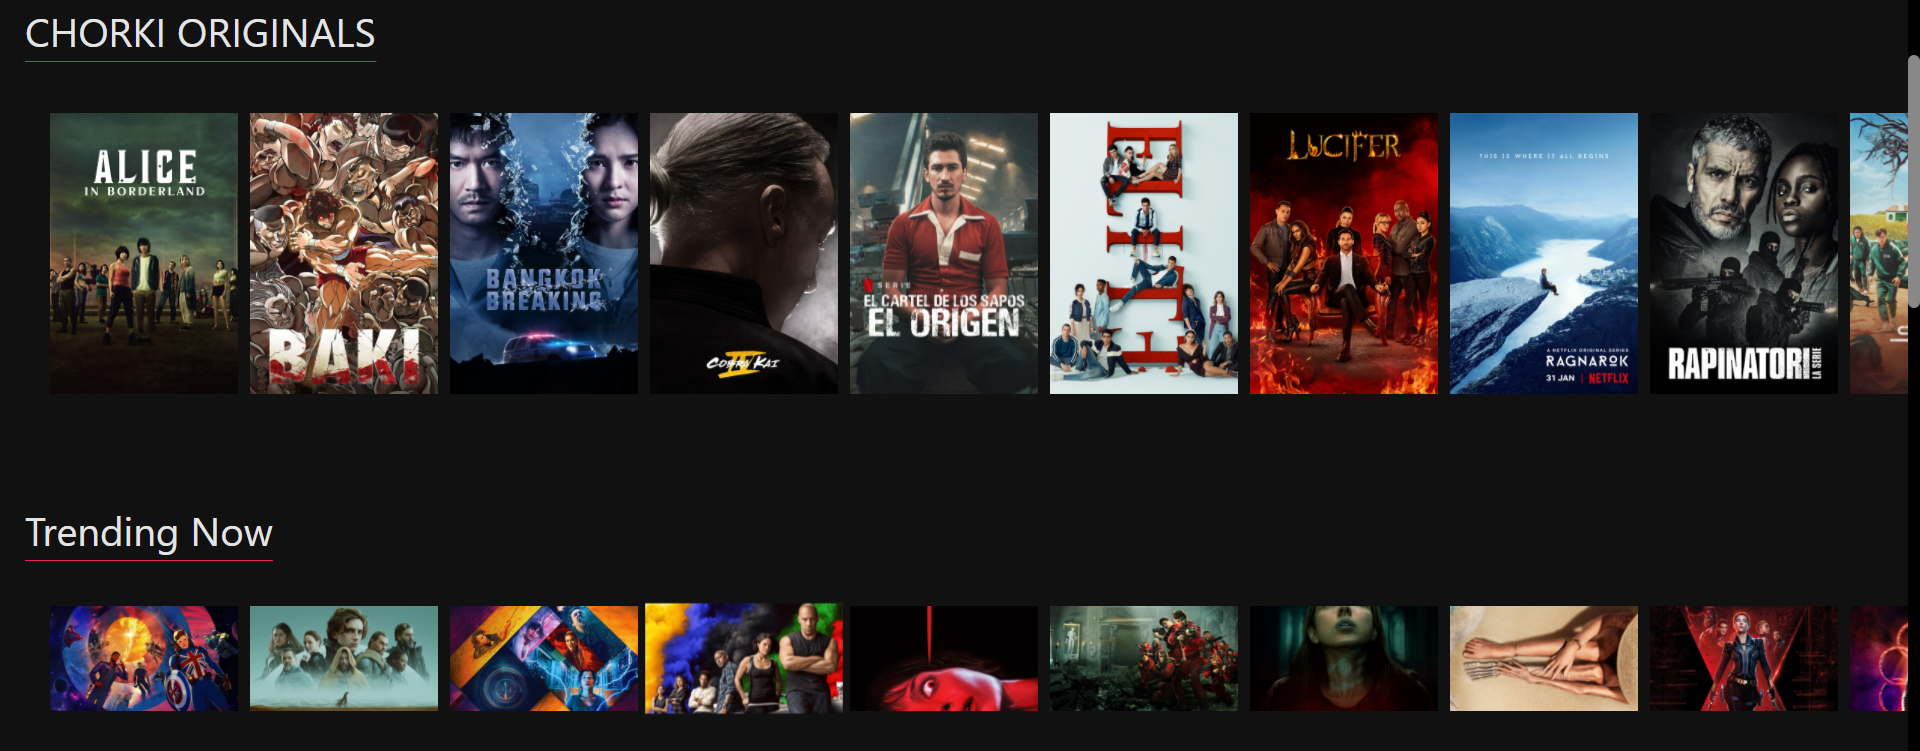 CHORKI ORIGINALS
ALICE
IN BORDERLAND
BAKI
BANGKOK
BREAKING
COBRA KAI
IV
N SERIE
EL CARTEL DE LOS SAPOS
EL ORIGEN
ELITE
LUCIFER
THIS IS WHERE IT ALL BEGINS
A NETFLIX ORIGINAL SERIES
RAGNAROK
31 JAN | NETFLIX
RAPINATORI
LA SERIE
Trending Now